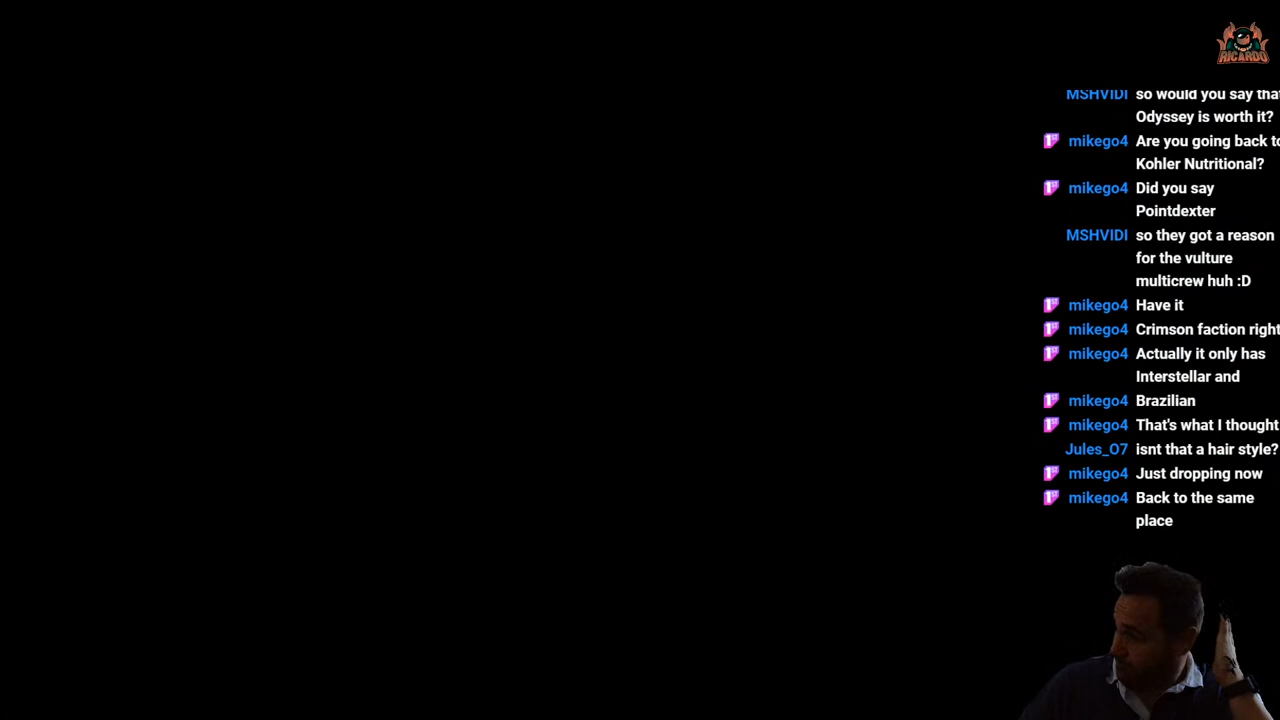 RICARDO
MSHVIDI so would you say that
Odyssey is worth it?
mikego4 Are you going back to
Kohler Nutritional?
mikego4 Did you say
Pointdexter
MSHVIDI so they got a reason
for the vulture
multicrew huh :D
mikego4 Have it
mikego4 Crimson faction right
mikego4 Actually it only has
Interstellar and
mikego4 Brazilian
mikego4 That's what I thought
Jules_O7 isnt that a hair style?
mikego4 Just dropping now
mikego4 Back to the same
place